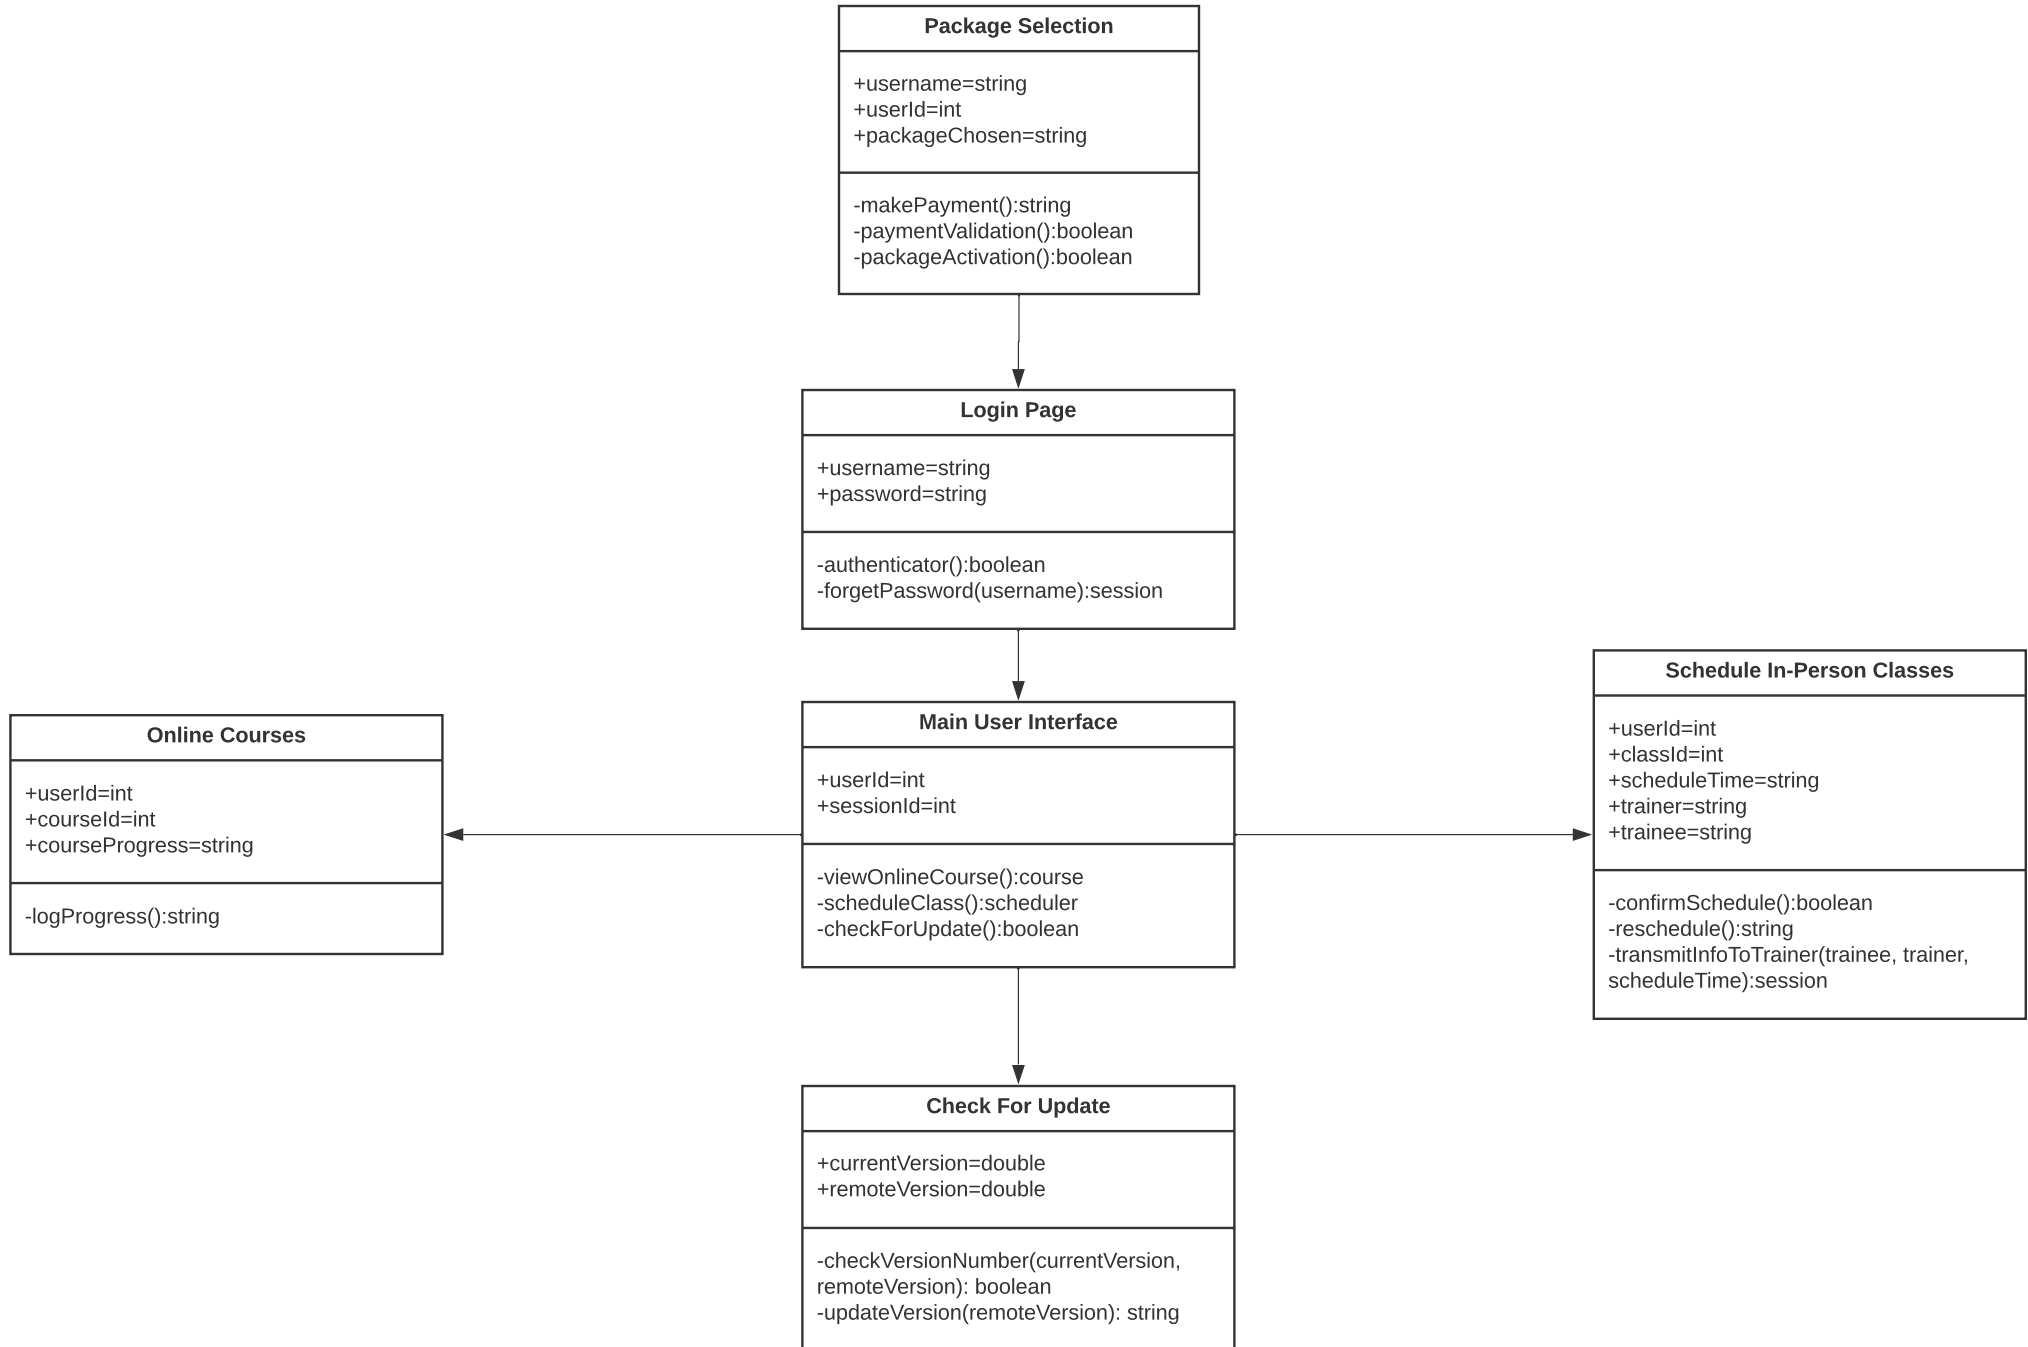 Package Selection
+username=string
+userId=int
+packageChosen=string
-makePayment():string
-paymentValidation():boolean
-packageActivation():boolean
Login Page
+username=string
+password=string
-authenticator():boolean
-forgetPassword(username):session
Online Courses
+userId=int
+courseId=int
+courseProgress=string
-logProgress():string
Main User Interface
+userId=int
+sessionId=int
-viewOnlineCourse():course
-scheduleClass():scheduler
-checkForUpdate():boolean
Schedule In-Person Classes
+userId=int
+classId=int
+scheduleTime=string
+trainer=string
+trainee=string
-confirmSchedule():boolean
-reschedule():string
-transmitInfoToTrainer(trainee, trainer,
scheduleTime):session
Check For Update
+currentVersion=double
+remoteVersion=double
-checkVersionNumber(currentVersion,
remoteVersion): boolean
-updateVersion(remoteVersion): string